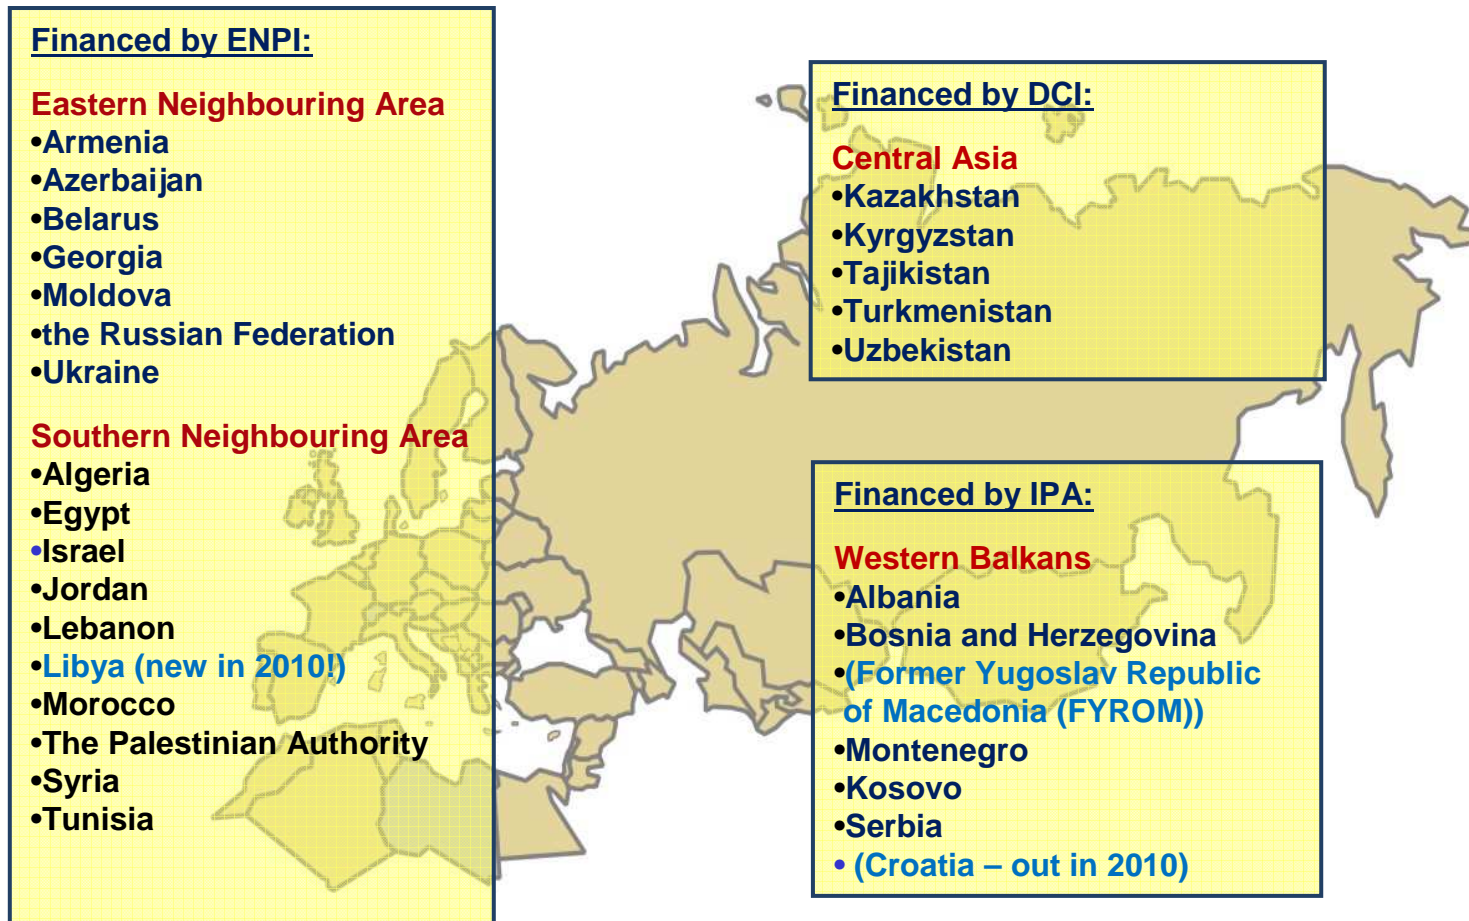 Financed by ENPI:
Eastern Neighbouring Area
•Armenia
•Azerbaijan
•Belarus
•Georgia
•Moldova
•the Russian Federation
•Ukraine
Southern Neighbouring Area
•Algeria
•Egypt
•Israel
•Jordan
•Lebanon
•Libya (new in 2010!)
•Morocco
•The Palestinian Authority
•Syria
•Tunisia
Financed by DCI:
Central Asia
•Kazakhstan
•Kyrgyzstan
•Tajikistan
•Turkmenistan
•Uzbekistan
Financed by IPA:
Western Balkans
•Albania
•Bosnia and Herzegovina
•(Former Yugoslav Republic
of Macedonia (FYROM))
•Montenegro
•Kosovo
•Serbia
• (Croatia – out in 2010)